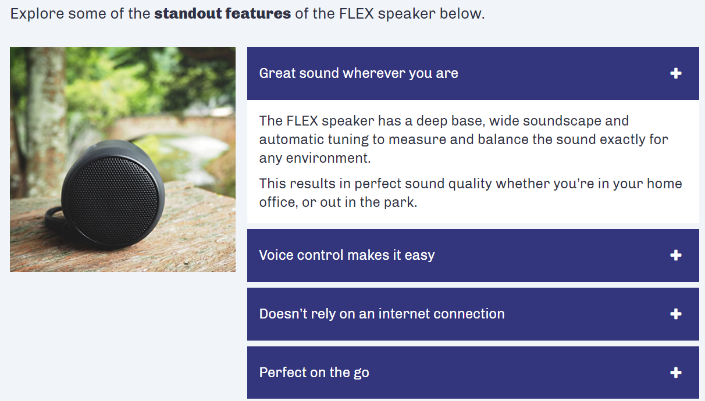 Explore some of the standout features of the FLEX speaker below.
Great sound wherever you are
The FLEX speaker has a deep base, wide soundscape and
automatic tuning to measure and balance the sound exactly for
any environment.
This results in perfect sound quality whether you're in your home
office, or out in the park.
Voice control makes it easy
Doesn't rely on an internet connection
Perfect on the go